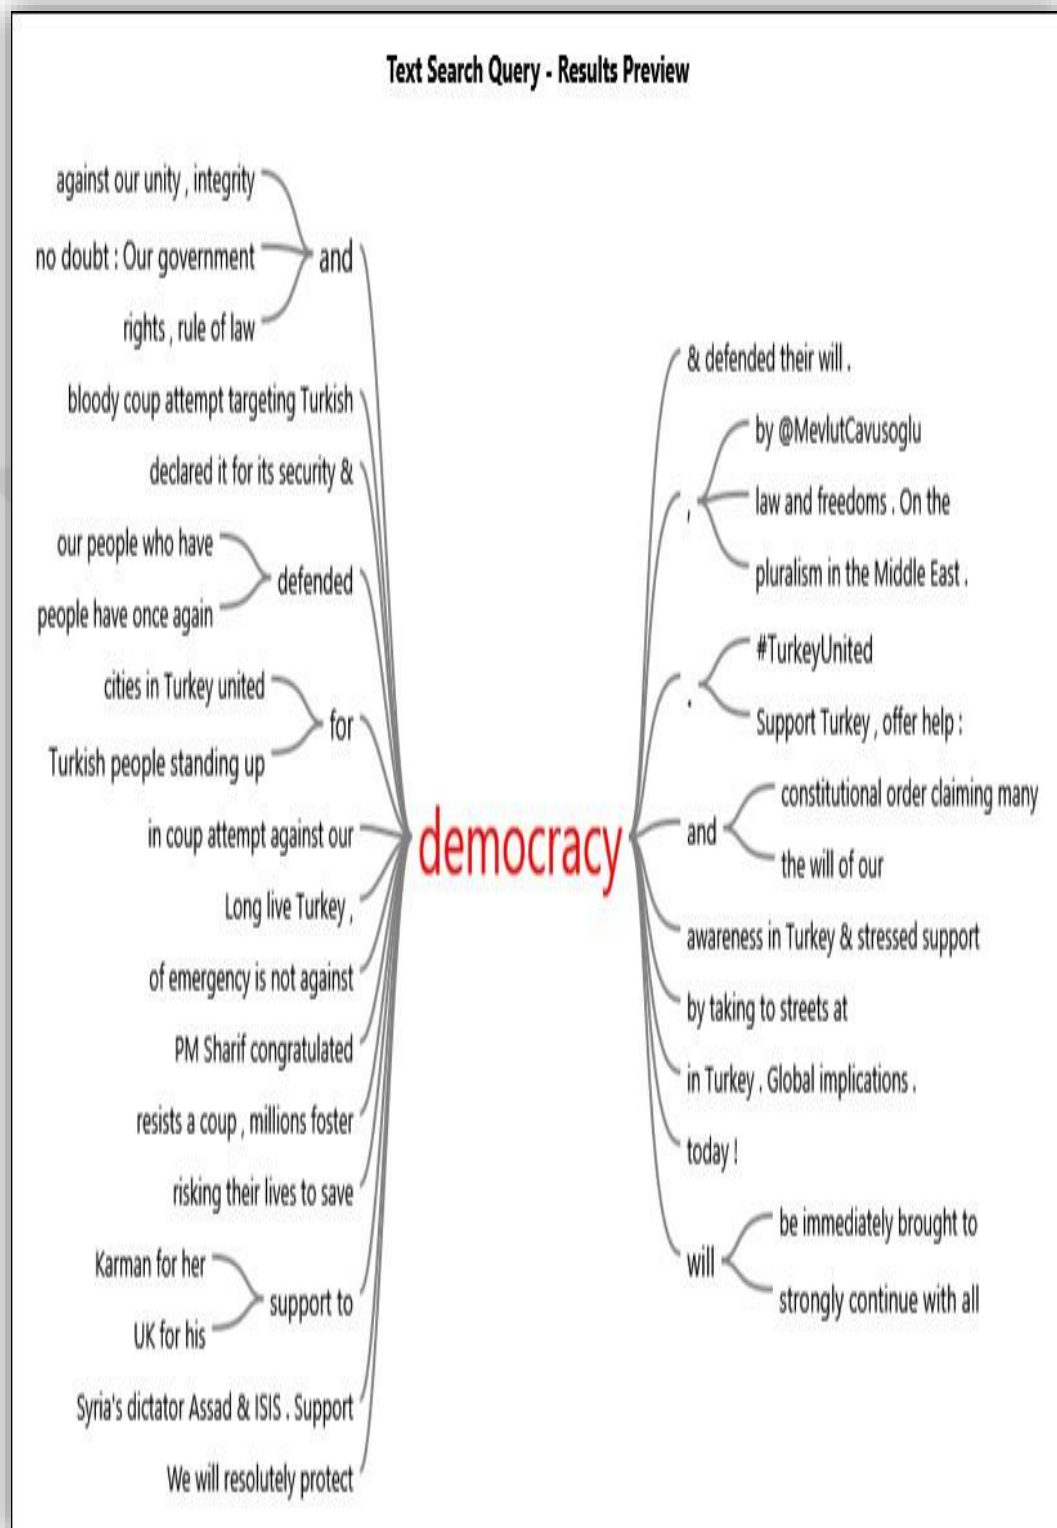 Text Search Query - Results Preview
against our unity , integrity
no doubt : Our government
rights , rule of law
and
bloody coup attempt targeting Turkish
declared it for its security &
our people who have
people have once again
defended
cities in Turkey united
Turkish people standing up
for
in coup attempt against our
Long live Turkey ,
of emergency is not against
PM Sharif congratulated
resists a coup , millions foster
risking their lives to save
Karman for her
UK for his
support to
Syria's dictator Assad & ISIS . Support
We will resolutely protect
democracy
& defended their will .
,
by @MevlutCavusoglu
law and freedoms . On the
pluralism in the Middle East .
.
#TurkeyUnited
Support Turkey , offer help :
and
constitutional order claiming many
the will of our
awareness in Turkey & stressed support
by taking to streets at
in Turkey . Global implications .
today !
will
be immediately brought to
strongly continue with all